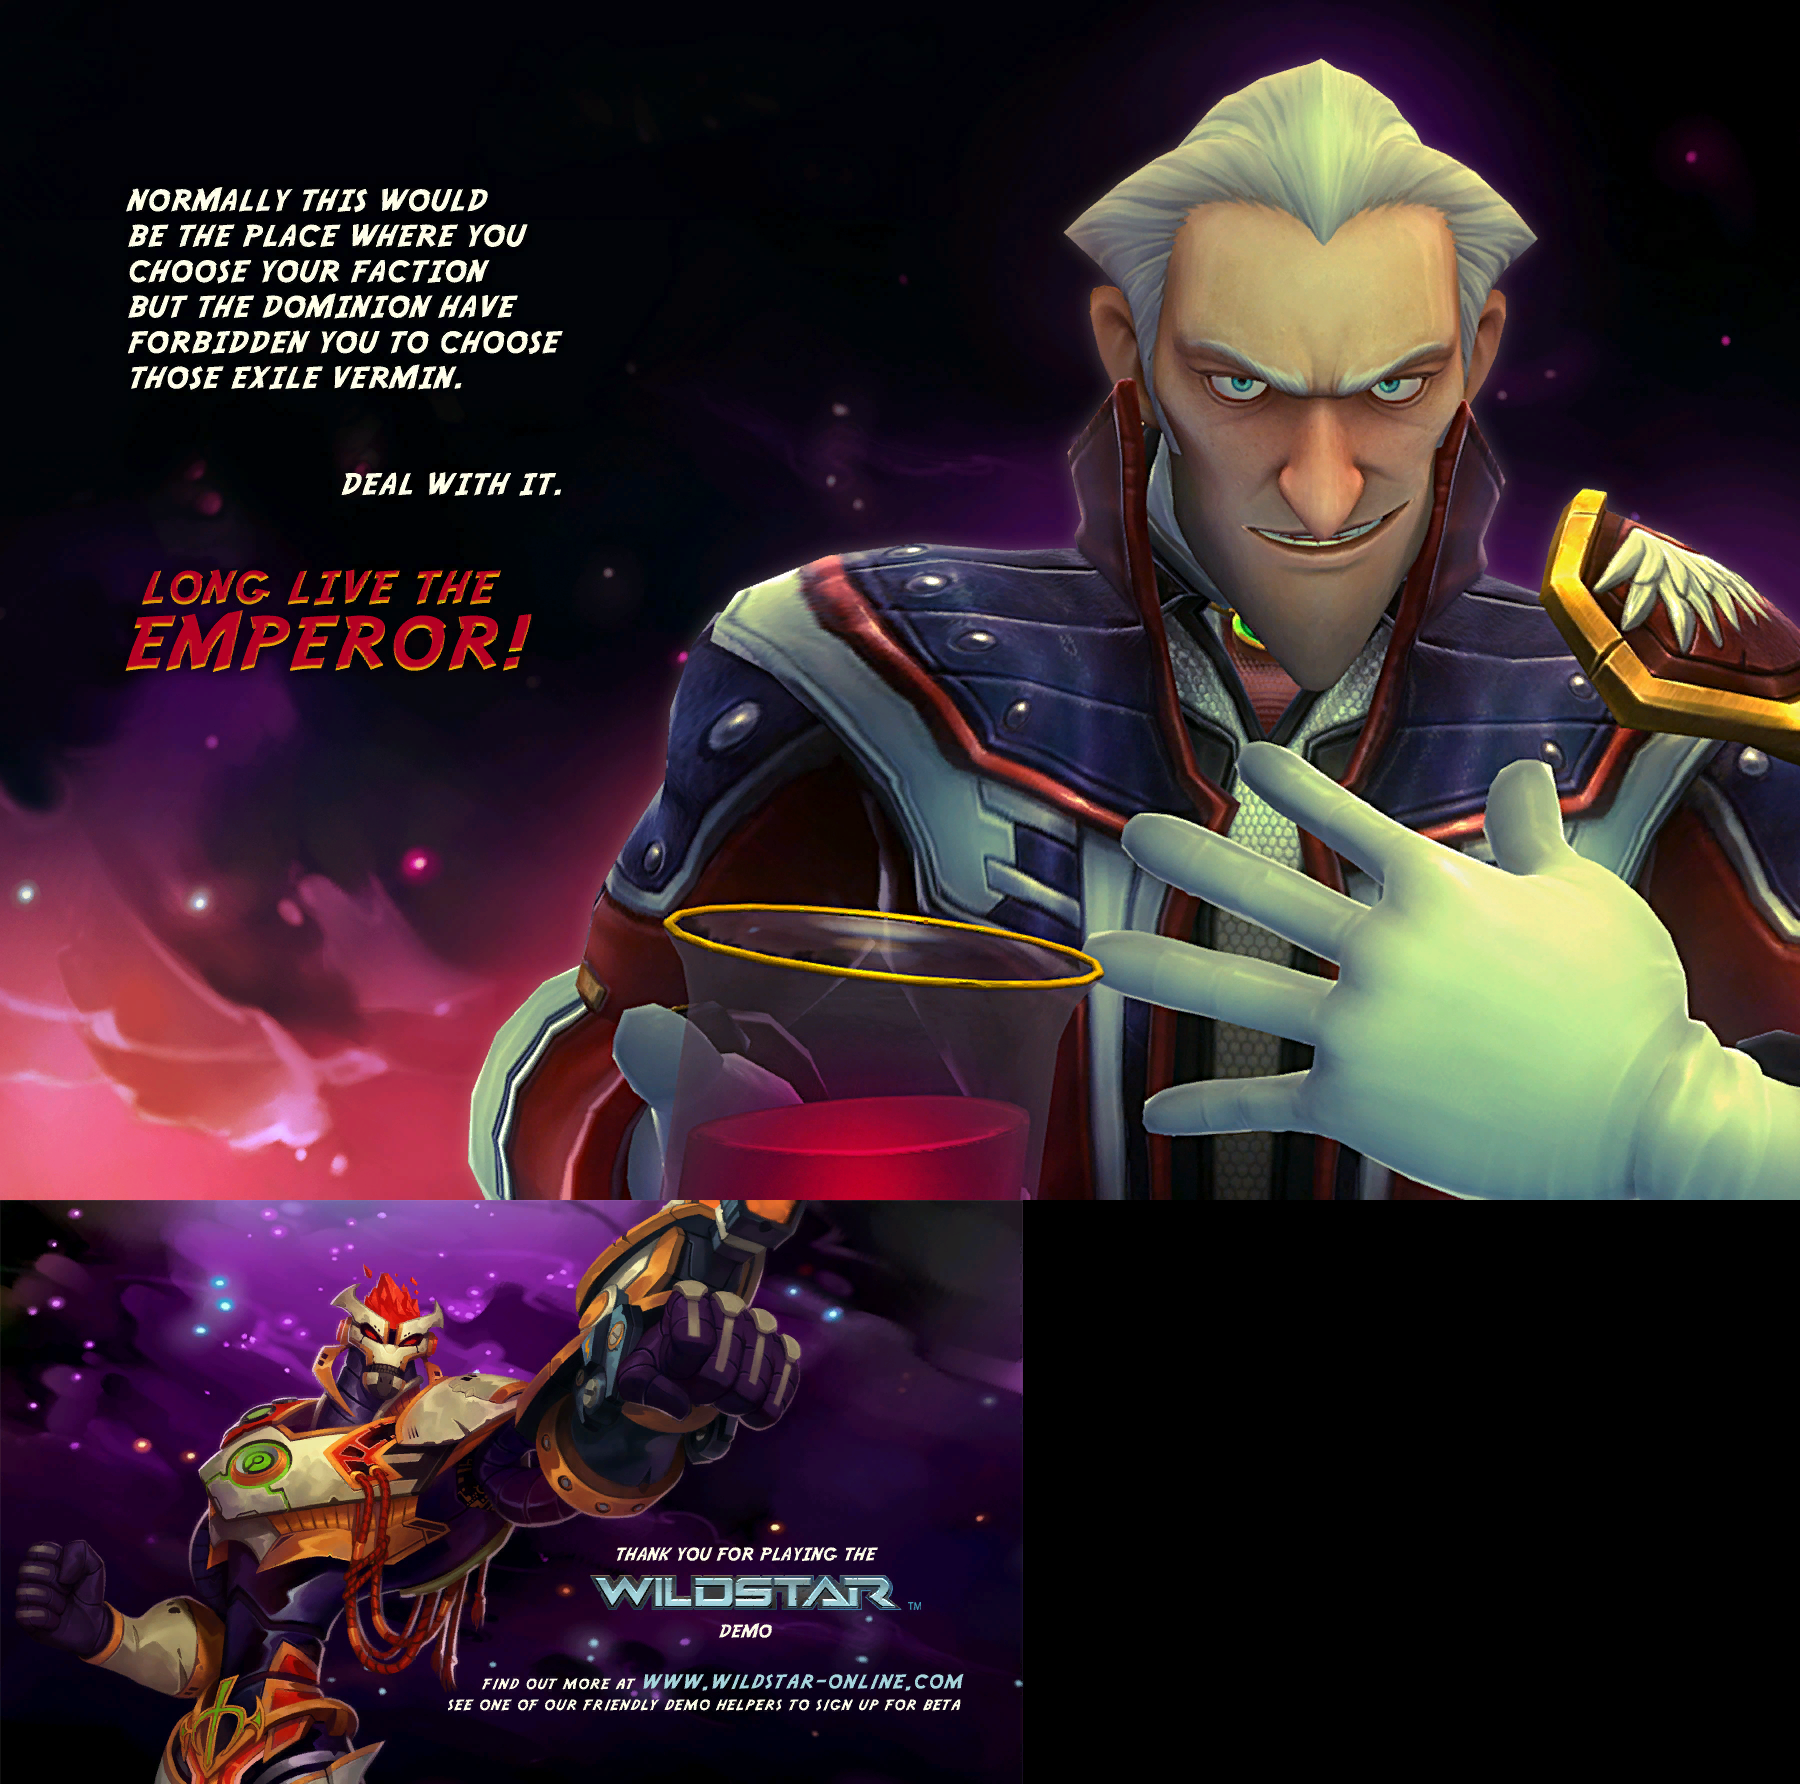 NORMALLY THIS WOULD
BE THE PLACE WHERE YOU
CHOOSE YOUR FACTION
BUT THE DOMINION HAVE
FORBIDDEN YOU TO CHOOSE
THOSE EXILE VERMIN.
DEAL WITH IT.
LONG LIVE THE
EMPEROR!
THANK YOU FOR PLAYING THE
WILDSTAR™
DEMO
FIND OUT MORE AT WWW.WILDSTAR-ONLINE.COM
SEE ONE OF OUR FRIENDLY DEMO HELPERS TO SIGN UP FOR BETA